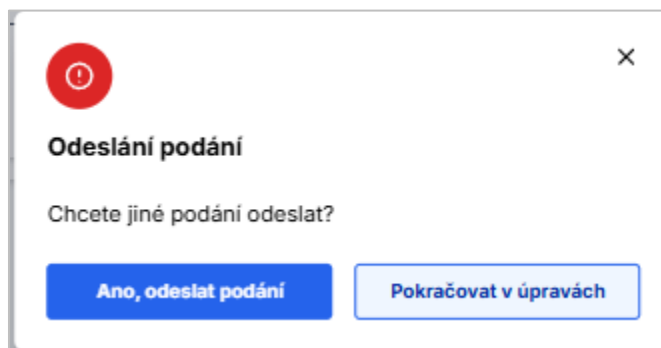 Odeslání podání
Chcete jiné podání odeslat?
Ano, odeslat podání
Pokračovat v úpravách